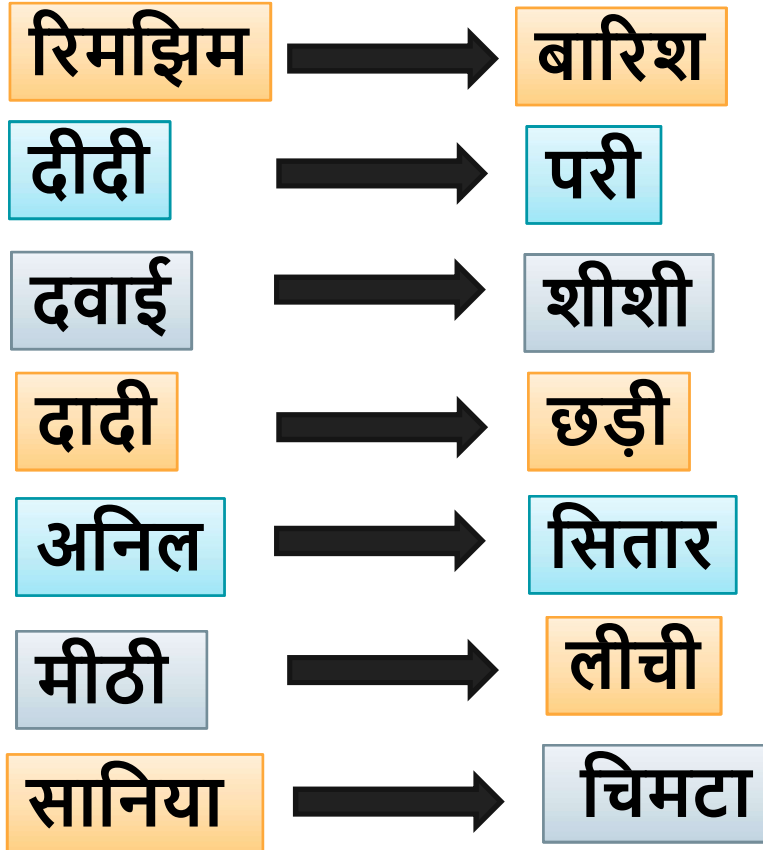 रिमझिम बारिश
दीदी परी
दवाई शीशी
दादी छड़ी
अनिल सितार
मीठी लीची
सानिया चिमटा